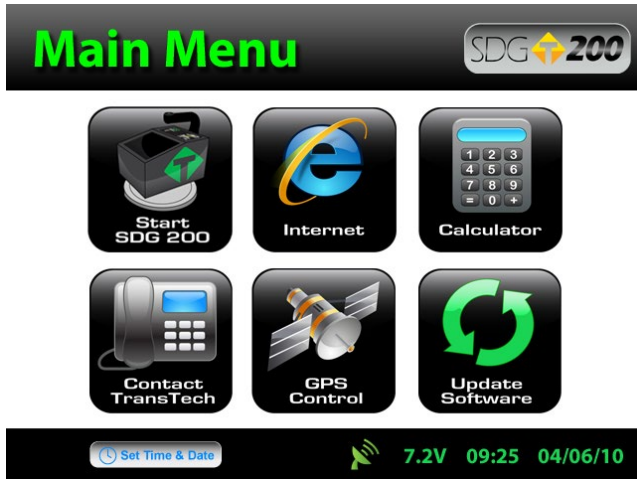 Main Menu
SDG 200
Start
SDG 200
Internet
1 2 3
4 5 6
7 8 9
= 0 +
Calculator
Contact
TransTech
GPS
Control
Update
Software
Set Time & Date
7.2V 09:25 04/06/10